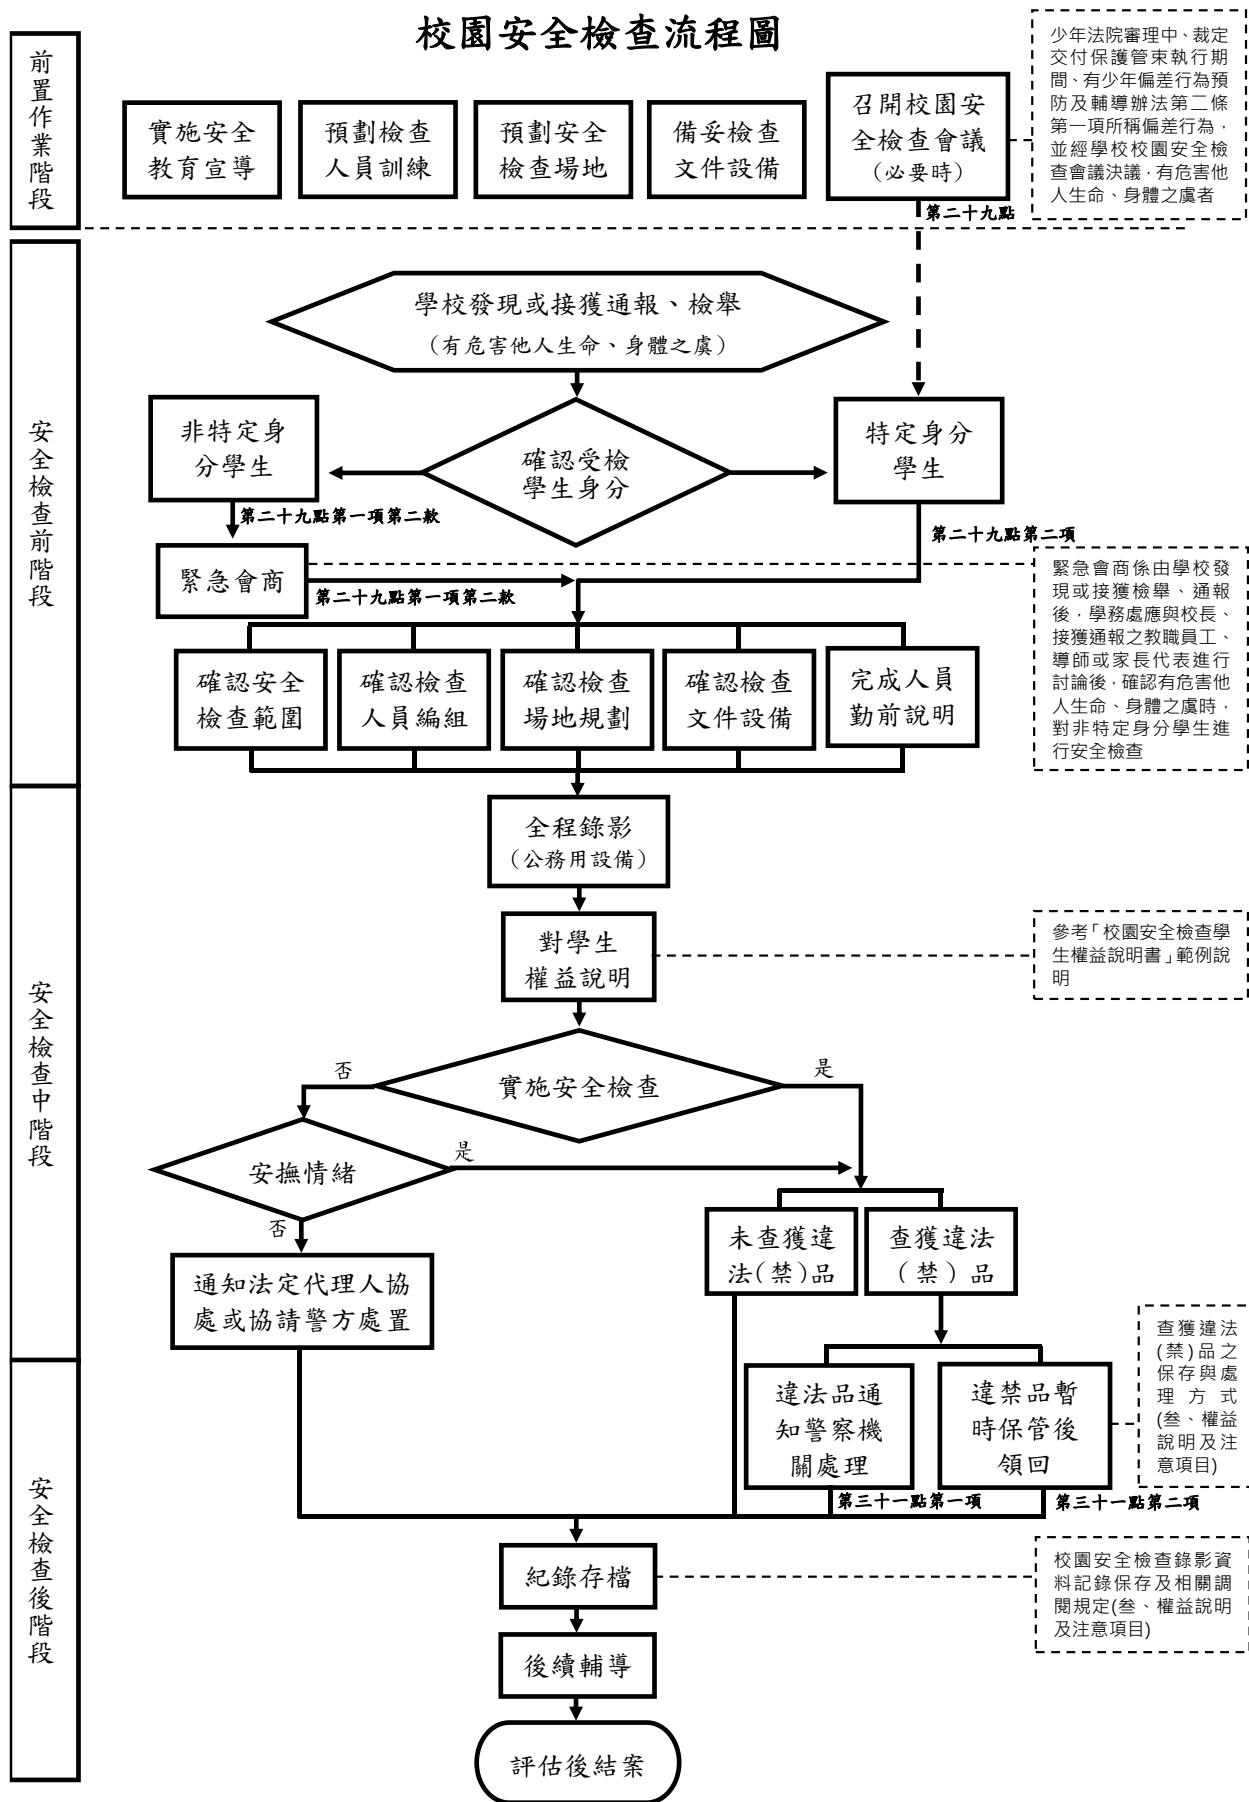 校園安全檢查流程圖
前置作業階段
實施安全
教育宣導
預劃檢查
人員訓練
預劃安全
檢查場地
備妥檢查
文件設備
召開校園安
全檢查會議
(必要時)
第二十九點
少年法院審理中、裁定
交付保護管束執行期
間、有少年偏差行為預
防及輔導辦法第二條
第一項所稱偏差行為，
並經學校校園安全檢
查會議決議，有危害他
人生命、身體之虞者
安全檢查前階段
學校發現或接獲通報、檢舉
(有危害他人生命、身體之虞)
非特定身
分學生
確認受檢
學生身分
特定身分
學生
第二十九點第一項第二款
第二十九點第二項
緊急會商
第二十九點第一項第二款
緊急會商係由學校發
現或接獲檢舉、通報
後，學務處應與校長、
接獲通報之教職員工、
導師或家長代表進行
討論後，確認有危害他
人生命、身體之虞時，
對非特定身分學生進
行安全檢查
確認安全
檢查範圍
確認檢查
人員編組
確認檢查
場地規劃
確認檢查
文件設備
完成人員
勤前說明
安全檢查中階段
全程錄影
(公務用設備)
對學生
權益說明
參考「校園安全檢查學
生權益說明書」範例說
明
實施安全檢查
否
是
安撫情緒
是
否
通知法定代理人協
處或協請警方處置
未查獲違
法(禁)品
查獲違法
(禁)品
安全檢查後階段
違法品通
知警察機
關處理
違禁品暫
時保管後
領回
查獲違法
(禁)品之
保存與處
理方式
(叁、權益
說明及注
意項目)
第三十一點第一項
第三十一點第二項
紀錄存檔
校園安全檢查錄影資
料記錄保存及相關調
閱規定(叁、權益說明
及注意項目)
後續輔導
評估後結案